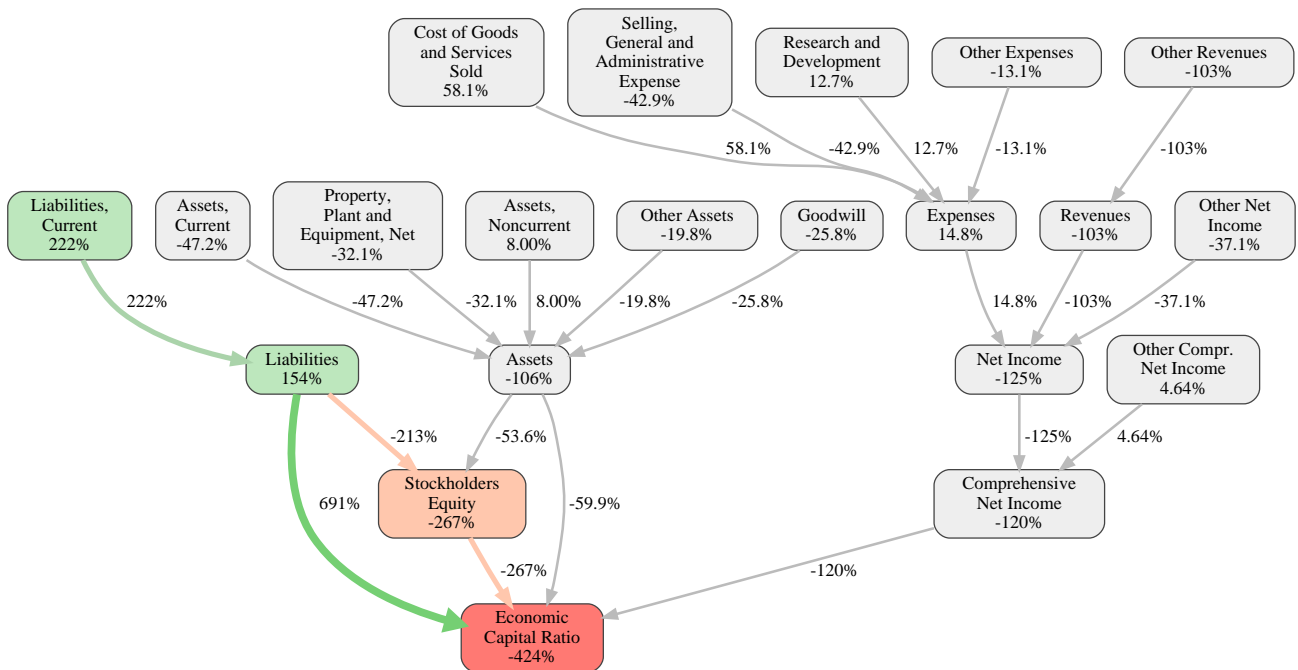 Cost of Goods
and Services
Sold
58.1%
Selling,
General and
Administrative
Expense
-42.9%
Research and
Development
12.7%
Other Expenses
-13.1%
Other Revenues
-103%
58.1%
-42.9%
12.7%
-13.1%
-103%
Liabilities,
Current
222%
Assets,
Current
-47.2%
Property,
Plant and
Equipment, Net
-32.1%
Assets,
Noncurrent
8.00%
Other Assets
-19.8%
Goodwill
-25.8%
Expenses
14.8%
Revenues
-103%
Other Net
Income
-37.1%
222%
-47.2%
-32.1%
8.00%
-19.8%
-25.8%
14.8%
-103%
-37.1%
Liabilities
154%
Assets
-106%
Net Income
-125%
Other Compr.
Net Income
4.64%
-213%
-53.6%
-125%
4.64%
691%
Stockholders
Equity
-267%
-59.9%
Comprehensive
Net Income
-120%
-267%
-120%
Economic
Capital Ratio
-424%